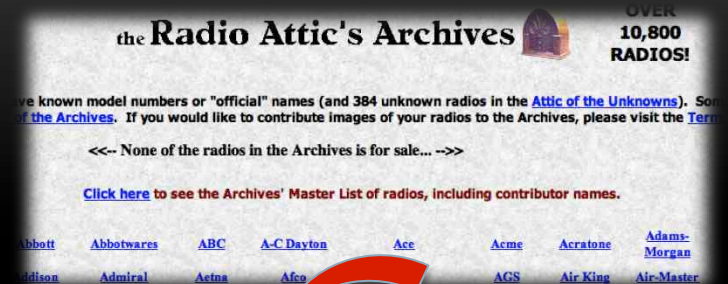 the Radio Attic's Archives
OVER
10,800
RADIOS!
ve known model numbers or "official" names (and 384 unknown radios in the Attic of the Unknowns). Som
of the Archives. If you would like to contribute images of your radios to the Archives, please visit the Term
<<-- None of the radios in the Archives is for sale... -->>
Click here to see the Archives' Master List of radios, including contributor names.
Abbott Abbotwares ABC A-C Dayton Ace Acme Acratone Adams-
Morgan
Addison Admiral Aetna Afco AGS Air King Air-Master